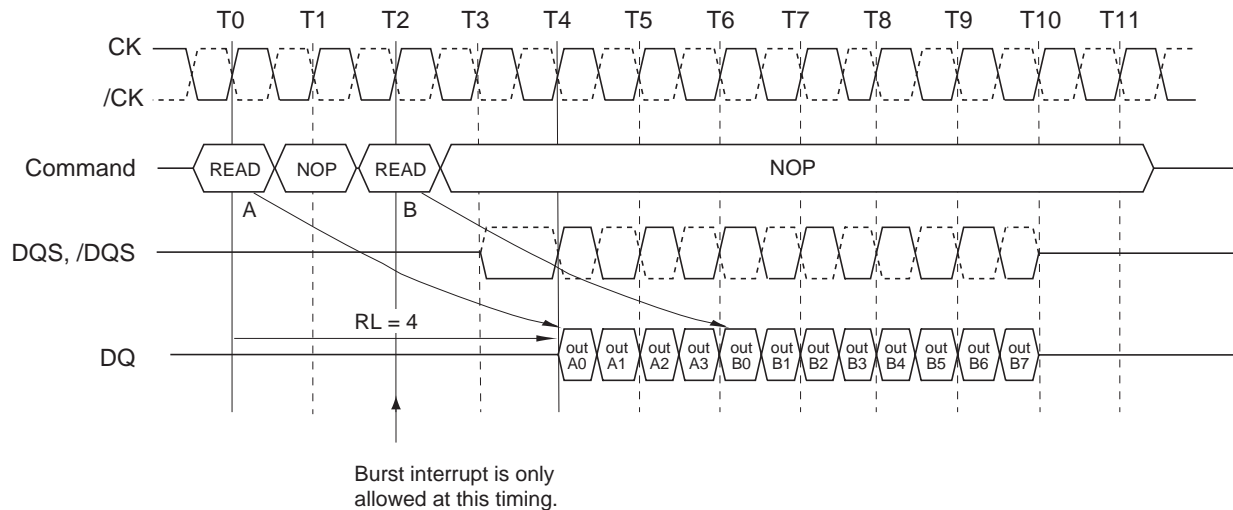 T0 T1 T2 T3 T4 T5 T6 T7 T8 T9 T10 T11
CK
/CK
Command READ NOP READ NOP
A B
DQS, /DQS
RL = 4
DQ
out out out out out out out out out out out out
A0 A1 A2 A3 B0 B1 B2 B3 B4 B5 B6 B7
Burst interrupt is only
allowed at this timing.